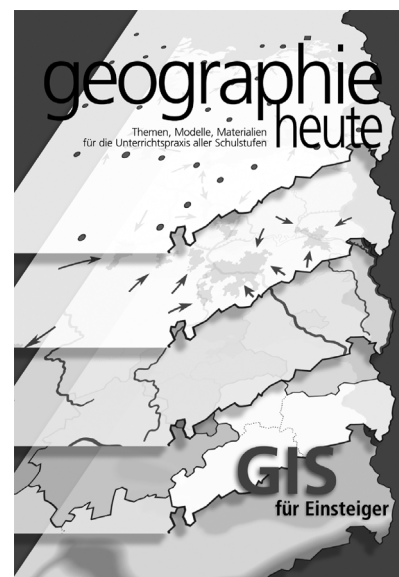 geographie
heute
Themen, Modelle, Materialien
für die Unterrichtspraxis aller Schulstufen
GIS
für Einsteiger